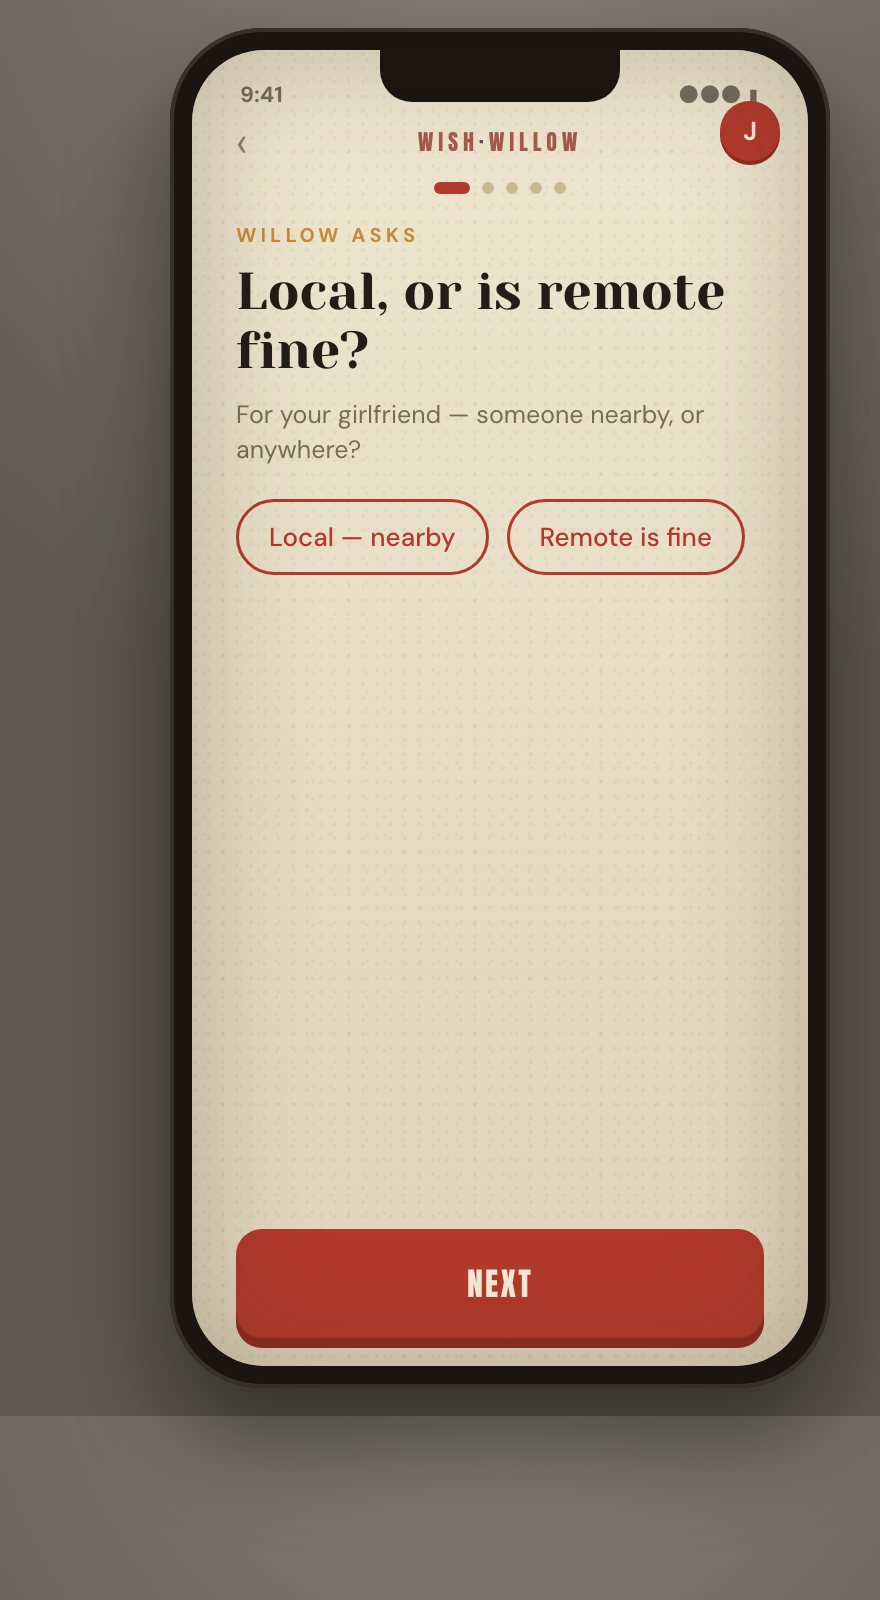 9:41
‹
WISH·WILLOW
J
WILLOW ASKS
Local, or is remote
fine?
For your girlfriend — someone nearby, or
anywhere?
Local — nearby
Remote is fine
NEXT